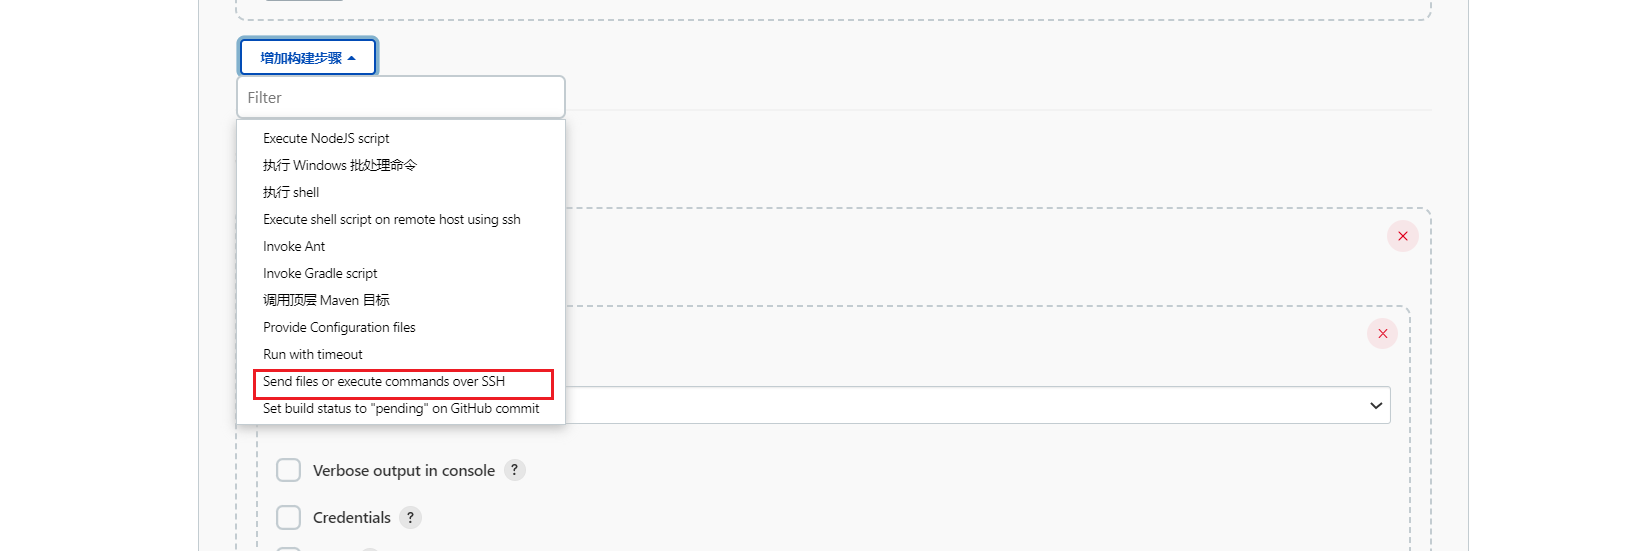 增加构建步骤
Filter
Execute NodeJS script
执行 Windows 批处理命令
执行 shell
Execute shell script on remote host using ssh
Invoke Ant
Invoke Gradle script
调用顶层 Maven 目标
Provide Configuration files
Run with timeout
Send files or execute commands over SSH
Set build status to "pending" on GitHub commit
Verbose output in console ?
Credentials ?